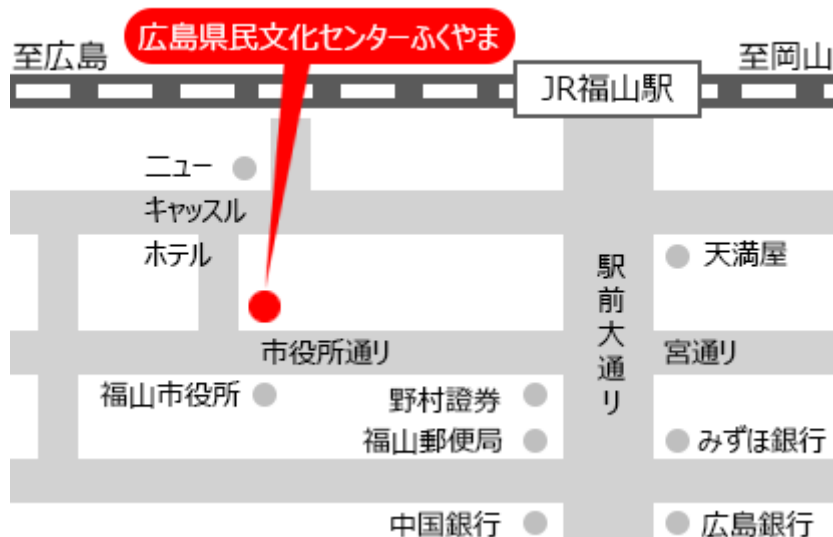 広島県民文化センターふくやま
至広島
至岡山
JR福山駅
ニュー
キャッスル
ホテル
駅前大通り
天満屋
市役所通り
宮通り
福山市役所
野村證券
福山郵便局
みずほ銀行
中国銀行
広島銀行